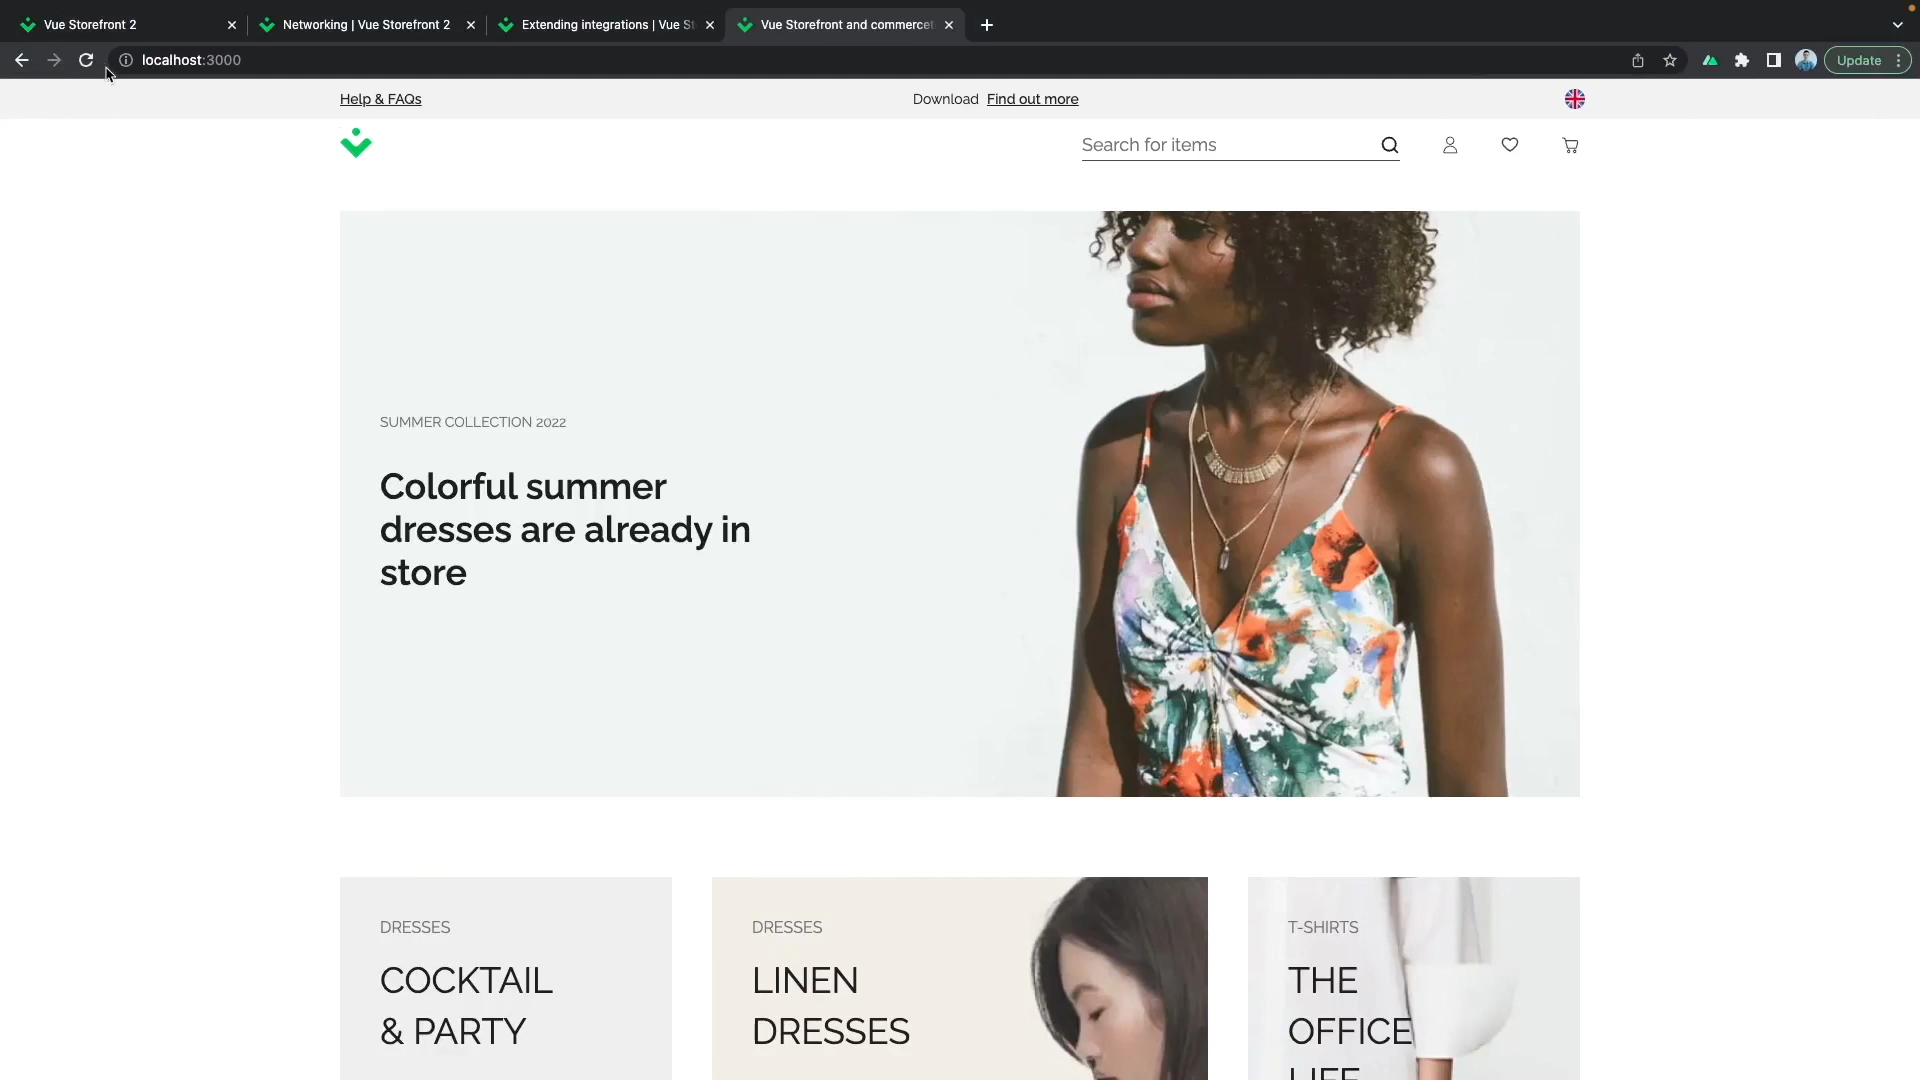 Vue Storefront 2
Networking | Vue Storefront 2
Extending integrations | Vue St
Vue Storefront and commercet
localhost:3000
Update
Help & FAQs
Download Find out more
Search for items
SUMMER COLLECTION 2022
Colorful summer
dresses are already in
store
DRESSES
COCKTAIL
& PARTY
DRESSES
LINEN
DRESSES
T-SHIRTS
THE
OFFICE
LIFE